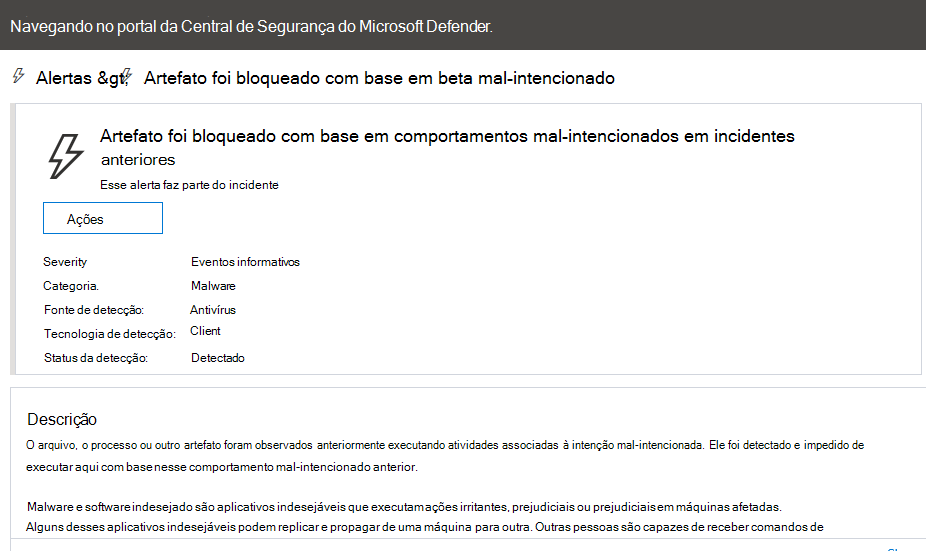 Navegando no portal da Central de Segurança do Microsoft Defender.
Alertas &gt; Artefato foi bloqueado com base em beta mal-intencionado
Artefato foi bloqueado com base em comportamentos mal-intencionados em incidentes
anteriores
Esse alerta faz parte do incidente
Ações
Severity Eventos informativos
Categoria. Malware
Fonte de detecção: Antivírus
Tecnologia de detecção: Client
Status da detecção: Detectado
Descrição
O arquivo, o processo ou outro artefato foram observados anteriormente executando atividades associadas à intenção mal-intencionada. Ele foi detectado e impedido de
executar aqui com base nesse comportamento mal-intencionado anterior.
Malware e software indesejado são aplicativos indesejáveis que executam ações irritantes, prejudiciais ou prejudiciais em máquinas afetadas.
Alguns desses aplicativos indesejáveis podem replicar e propagar de uma máquina para outra. Outras pessoas são capazes de receber comandos de